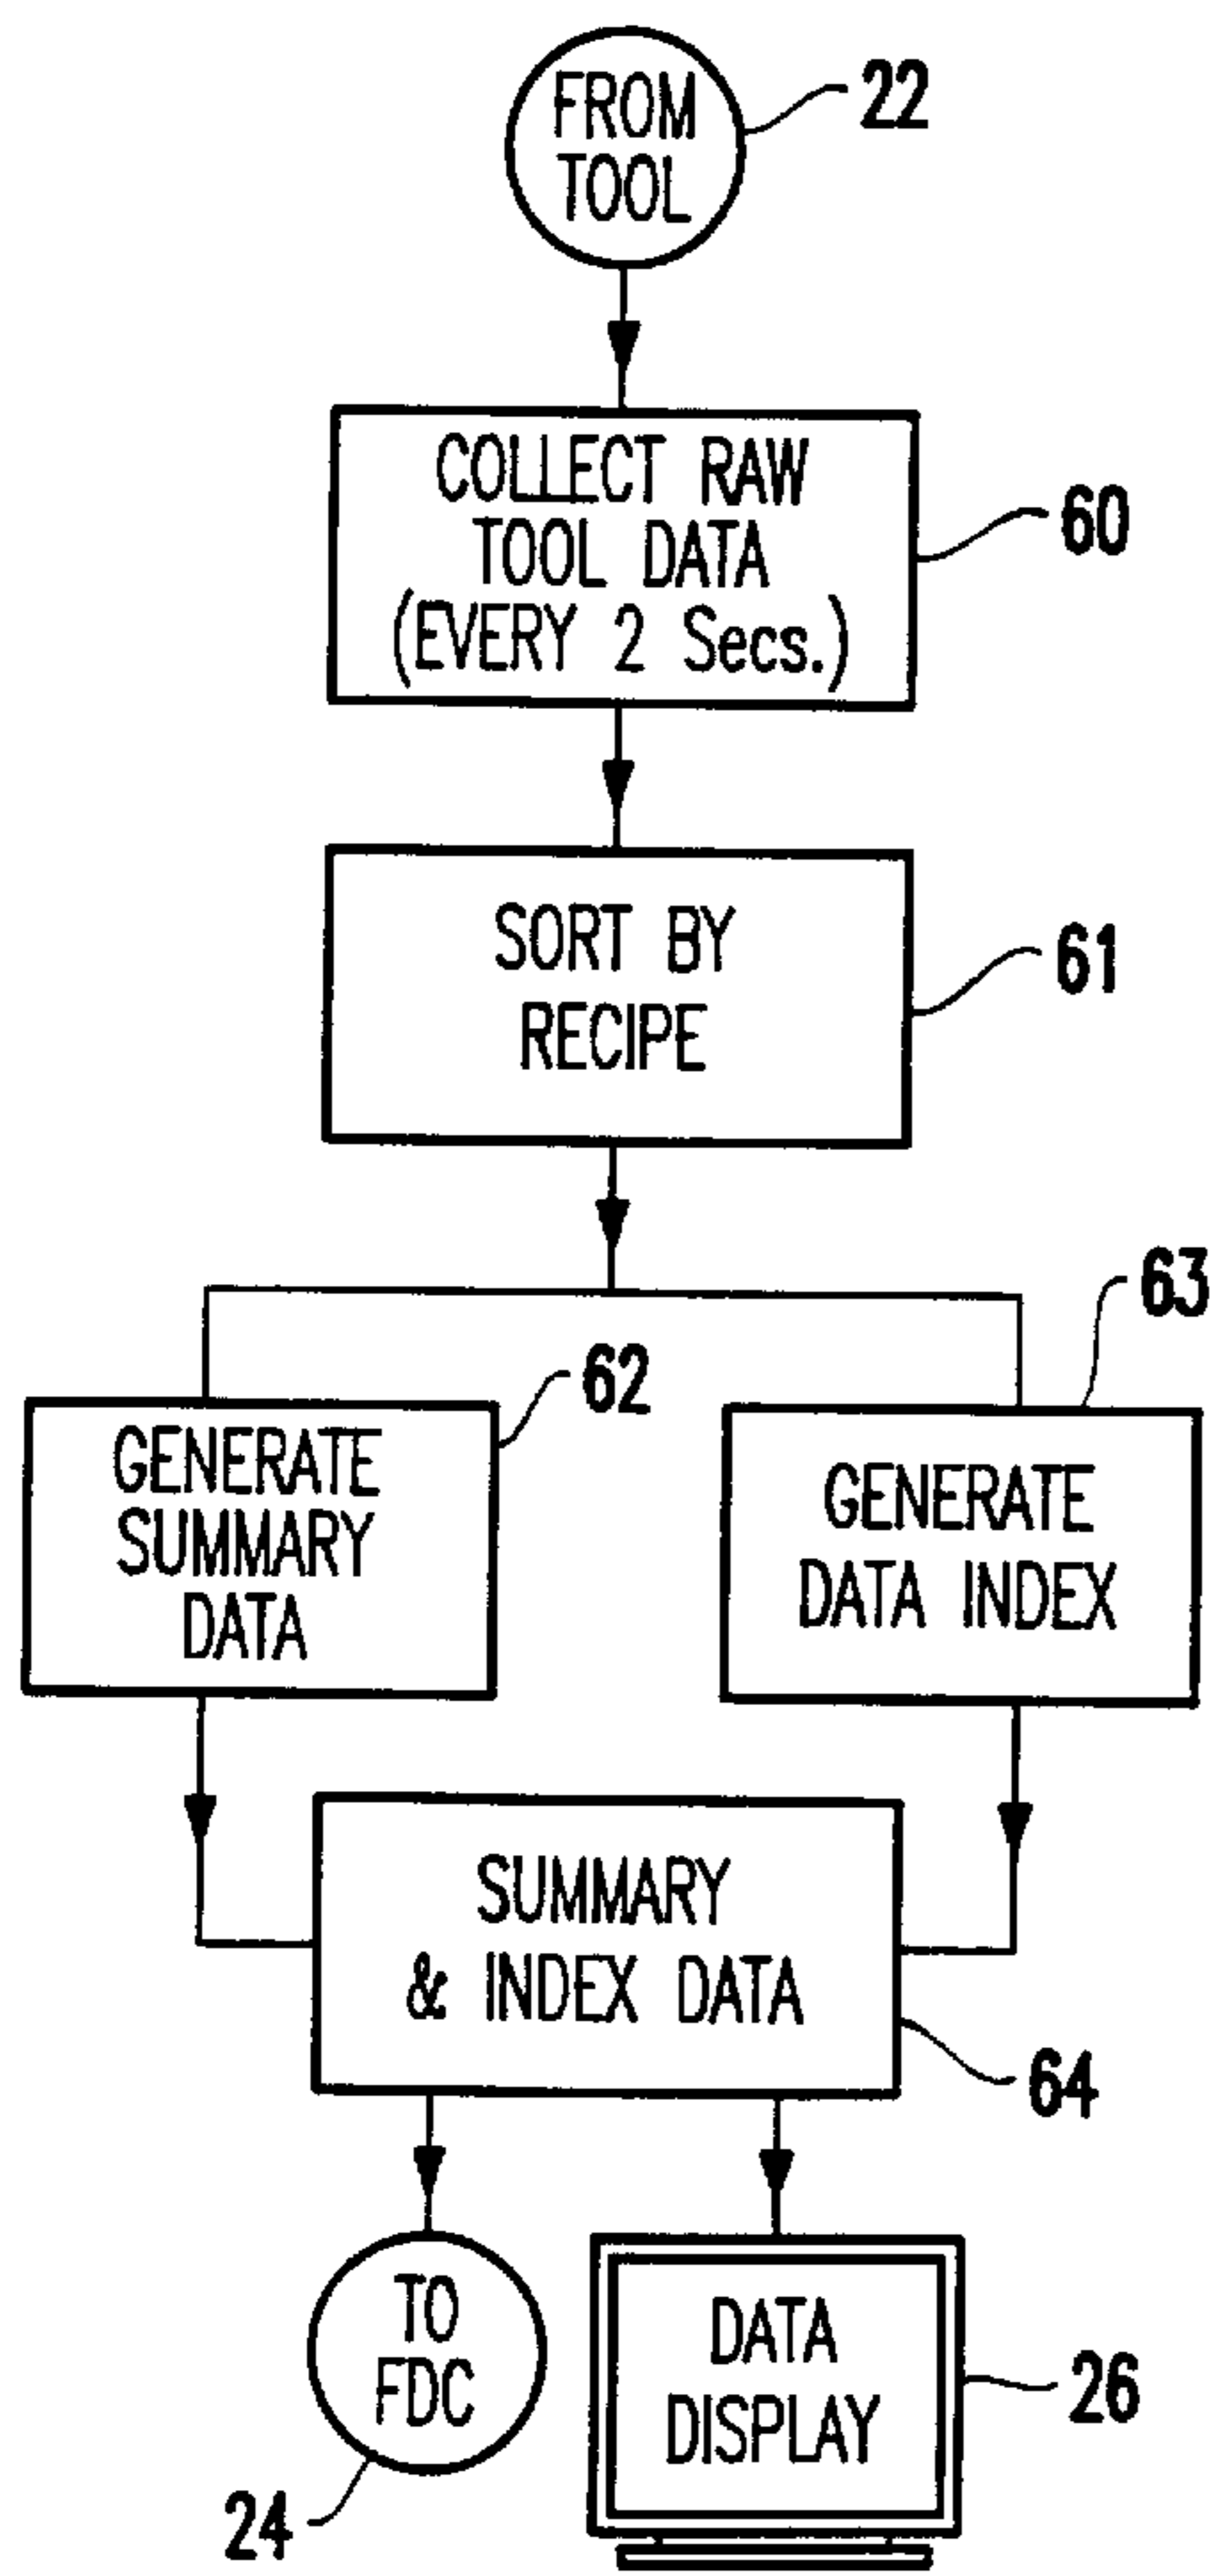 FROM
TOOL
22
COLLECT RAW
TOOL DATA
(EVERY 2 Secs.)
60
SORT BY
RECIPE
61
63
62
GENERATE
SUMMARY
DATA
GENERATE
DATA INDEX
SUMMARY
& INDEX DATA
64
TO
FDC
24
DATA
DISPLAY
26